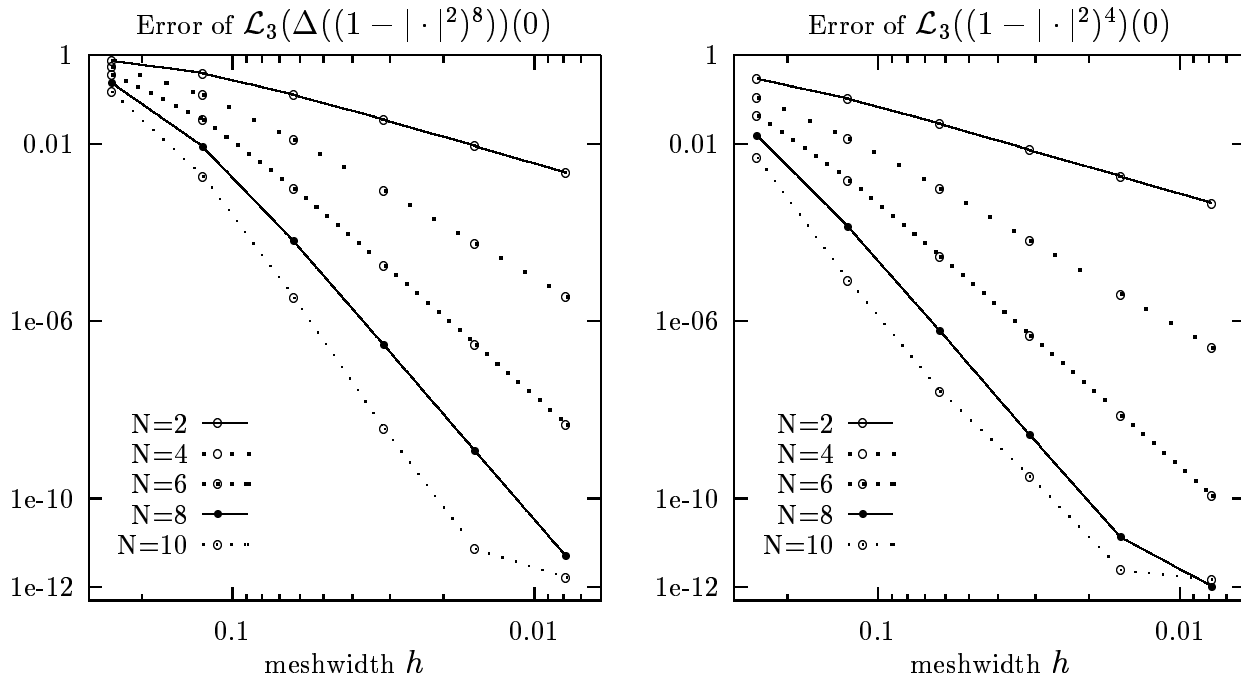 Error of 𝓛₃(Δ((1 − | · |²)⁸))(0)
1
0.01
1e-06
1e-10
1e-12
N=2
N=4
N=6
N=8
N=10
0.1 0.01
meshwidth h
Error of 𝓛₃((1 − | · |²)⁴)(0)
1
0.01
1e-06
1e-10
1e-12
N=2
N=4
N=6
N=8
N=10
0.1 0.01
meshwidth h